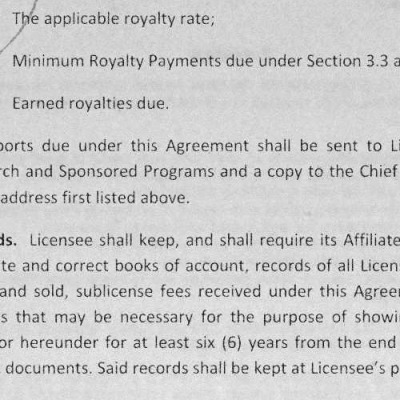 The applicable royalty rate;
Minimum Royalty Payments due under Section 3.3 a
Earned royalties due.
ports due under this Agreement shall be sent to Li
rch and Sponsored Programs and a copy to the Chief
address first listed above.
ds. Licensee shall keep, and shall require its Affiliate
te and correct books of account, records of all Licen
and sold, sublicense fees received under this Agree
s that may be necessary for the purpose of showi
or hereunder for at least six (6) years from the end
documents. Said records shall be kept at Licensee's p